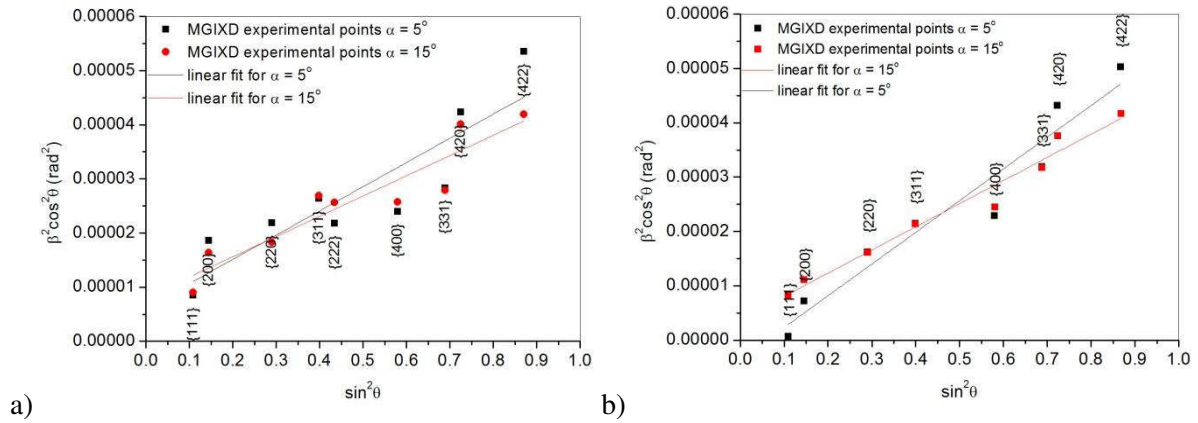 0.00006
0.00005
0.00004
0.00003
0.00002
0.00001
0.00000
β²cos²θ (rad²)
MGIXD experimental points α = 5°
MGIXD experimental points α = 15°
linear fit for α = 5°
linear fit for α = 15°
{111}
{200}
{220}
{311}
{222}
{400}
{331}
{420}
{422}
0.0 0.1 0.2 0.3 0.4 0.5 0.6 0.7 0.8 0.9 1.0
sin²θ
a)
0.00006
0.00005
0.00004
0.00003
0.00002
0.00001
0.00000
β²cos²θ (rad²)
MGIXD experimental points α = 5°
MGIXD experimental points α = 15°
linear fit for α = 15°
linear fit for α = 5°
{111}
{200}
{220}
{311}
{400}
{331}
{420}
{422}
0.0 0.1 0.2 0.3 0.4 0.5 0.6 0.7 0.8 0.9 1.0
sin²θ
b)